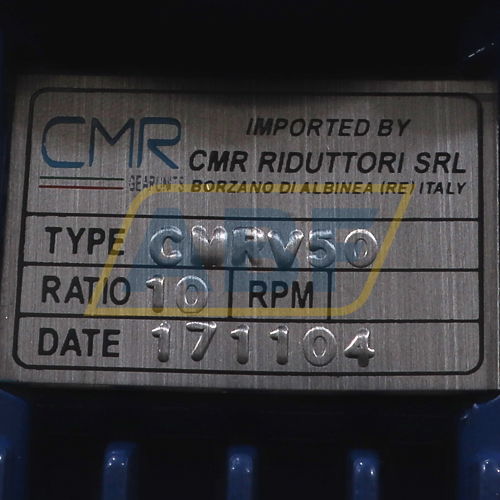 CMR
GEARUNITS
IMPORTED BY
CMR RIDUTTORI SRL
BORZANO DI ALBINEA (RE) ITALY
TYPE CMRV50
RATIO 10 RPM
DATE 171104